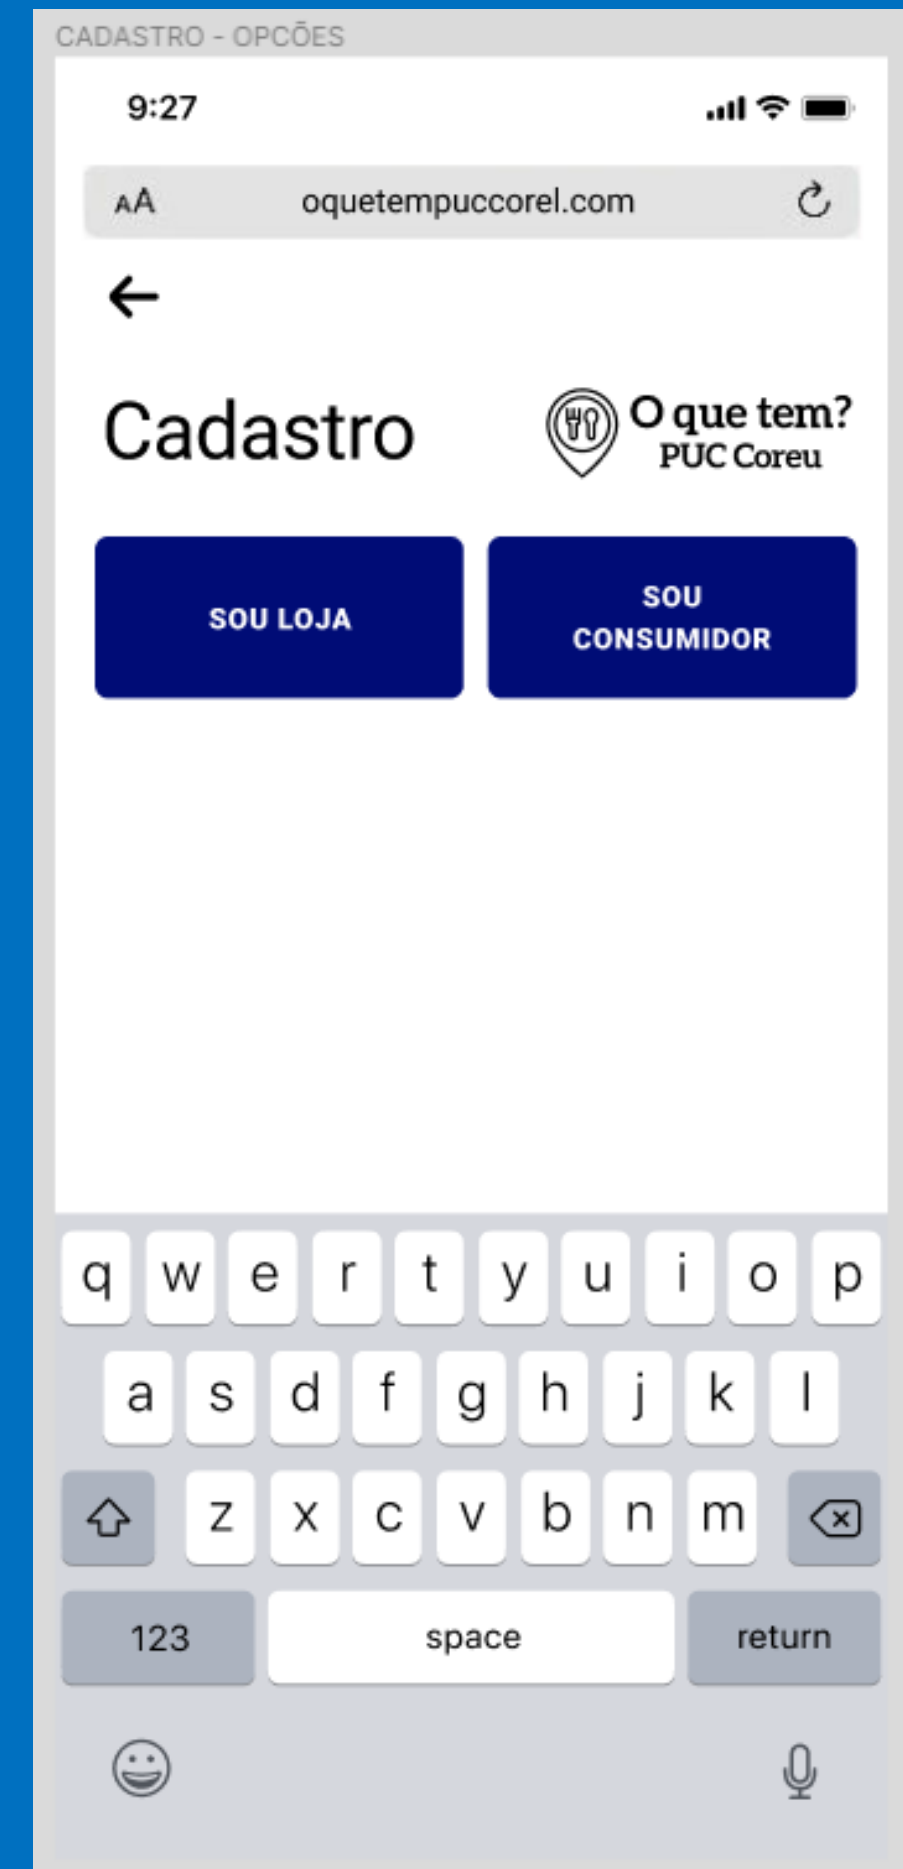 CADASTRO - OPCÕES
9:27
AA oquetempuccorel.com
Cadastro
O que tem?
PUC Coreu
SOU LOJA
SOU
CONSUMIDOR
q w e r t y u i o p
a s d f g h j k l
z x c v b n m
123 space return